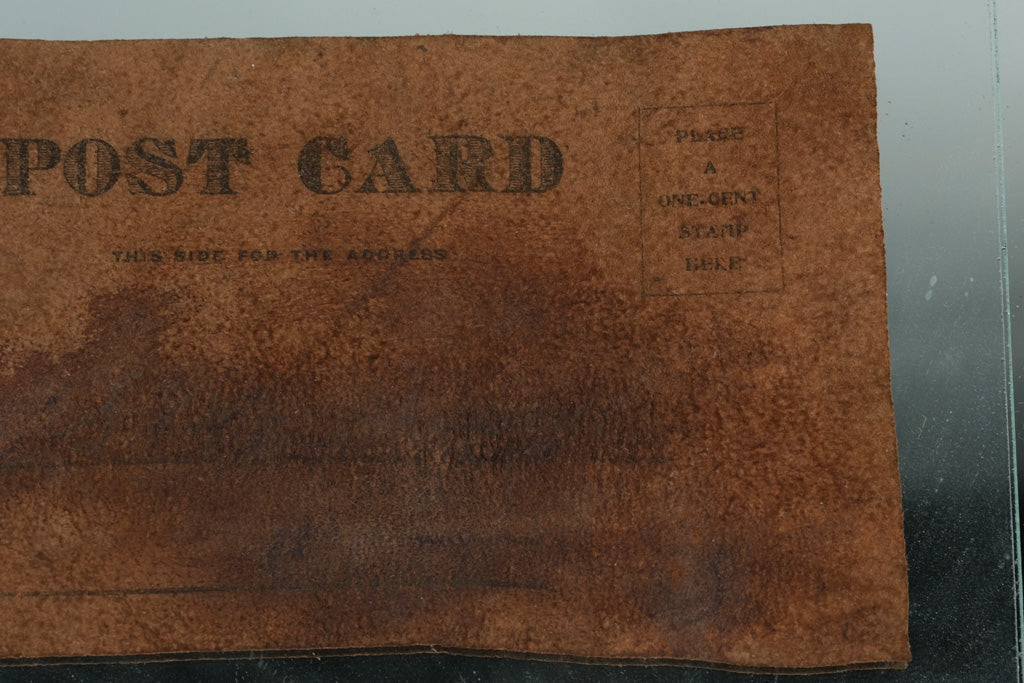 POST CARD
THIS SIDE FOR THE ADDRESS
PLACE
A
ONE-CENT
STAMP
HERE